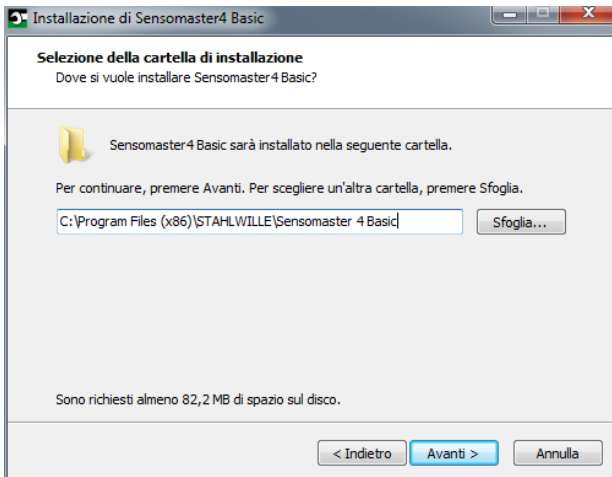 Installazione di Sensomaster4 Basic
Selezione della cartella di installazione
Dove si vuole installare Sensomaster4 Basic?
Sensomaster4 Basic sarà installato nella seguente cartella.
Per continuare, premere Avanti. Per scegliere un'altra cartella, premere Sfoglia.
C:\Program Files (x86)\STAHLWILLE\Sensomaster 4 Basic
Sfoglia...
Sono richiesti almeno 82,2 MB di spazio sul disco.
< Indietro Avanti > Annulla